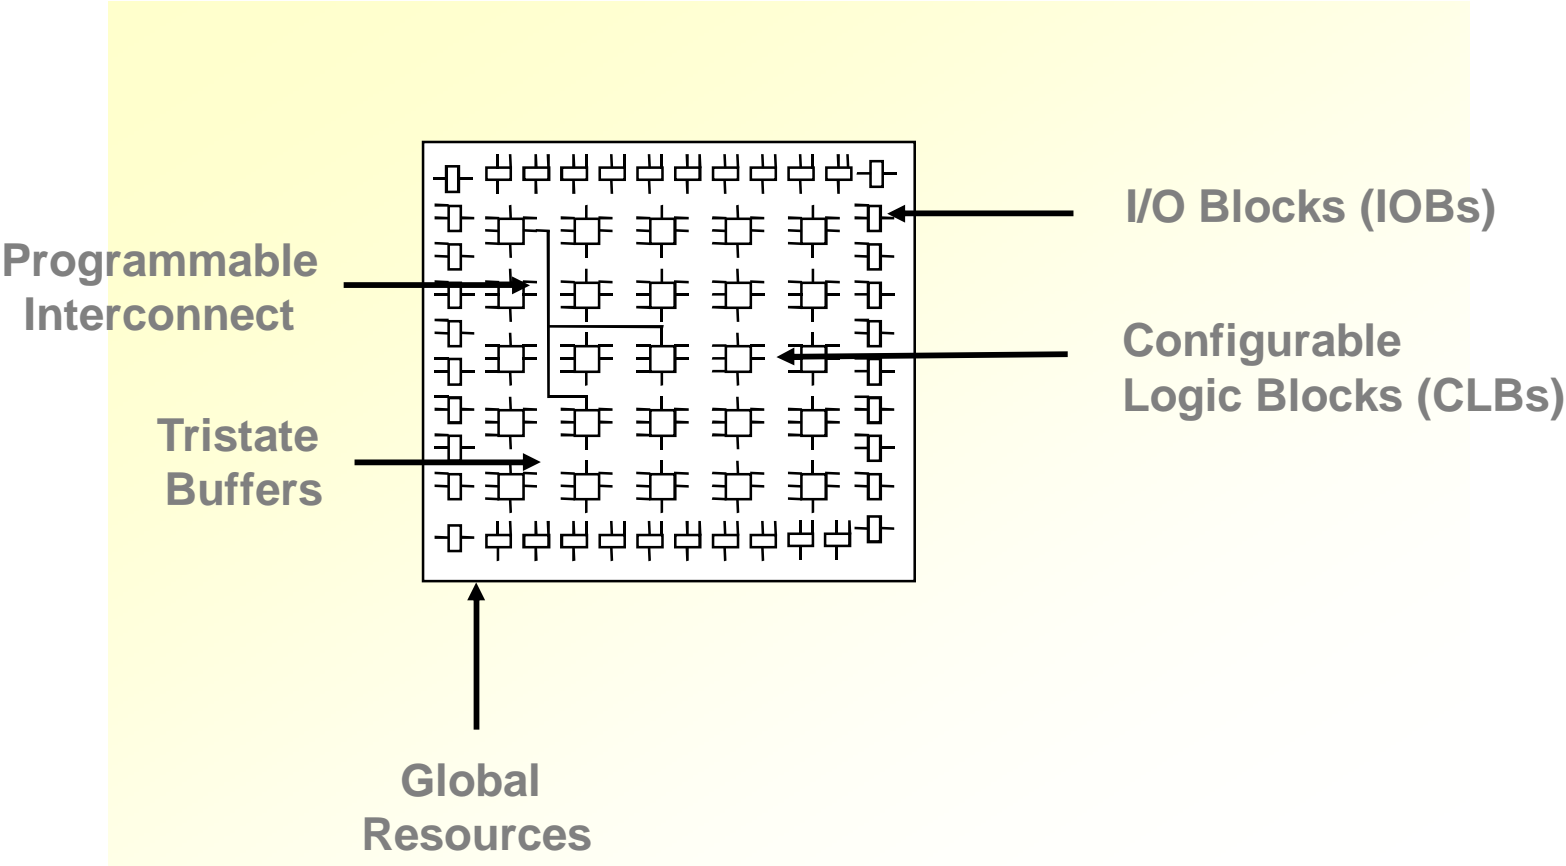 I/O Blocks (IOBs)
Programmable
Interconnect
Configurable
Logic Blocks (CLBs)
Tristate
Buffers
Global
Resources